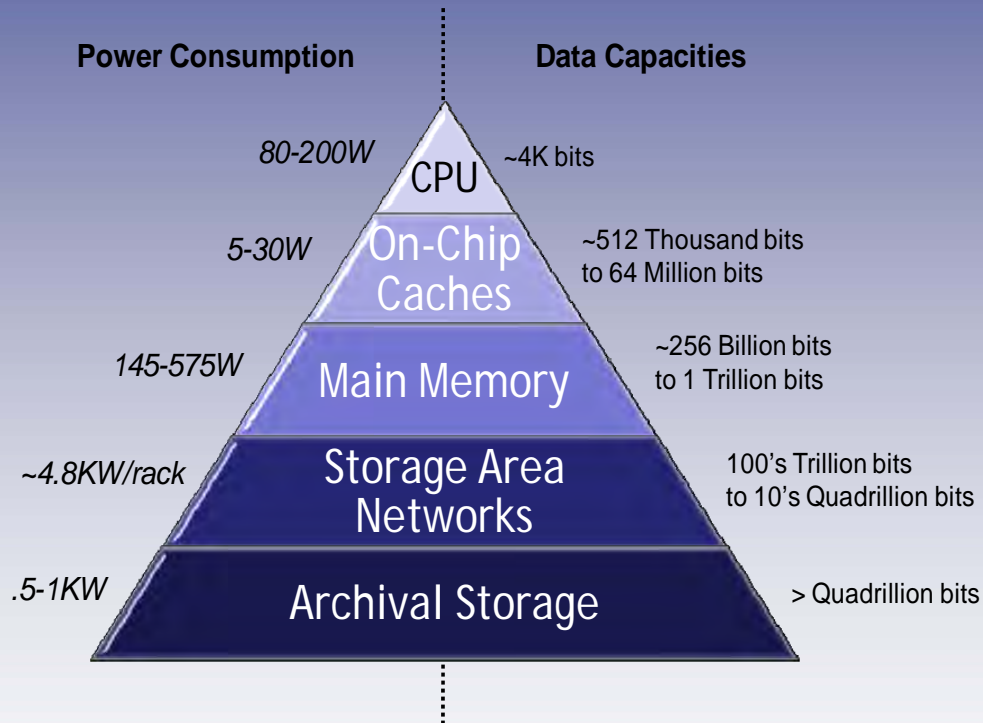 Power Consumption
Data Capacities
80-200W
CPU
~4K bits
5-30W
On-Chip
Caches
~512 Thousand bits
to 64 Million bits
145-575W
Main Memory
~256 Billion bits
to 1 Trillion bits
~4.8KW/rack
Storage Area
Networks
100's Trillion bits
to 10's Quadrillion bits
.5-1KW
Archival Storage
> Quadrillion bits